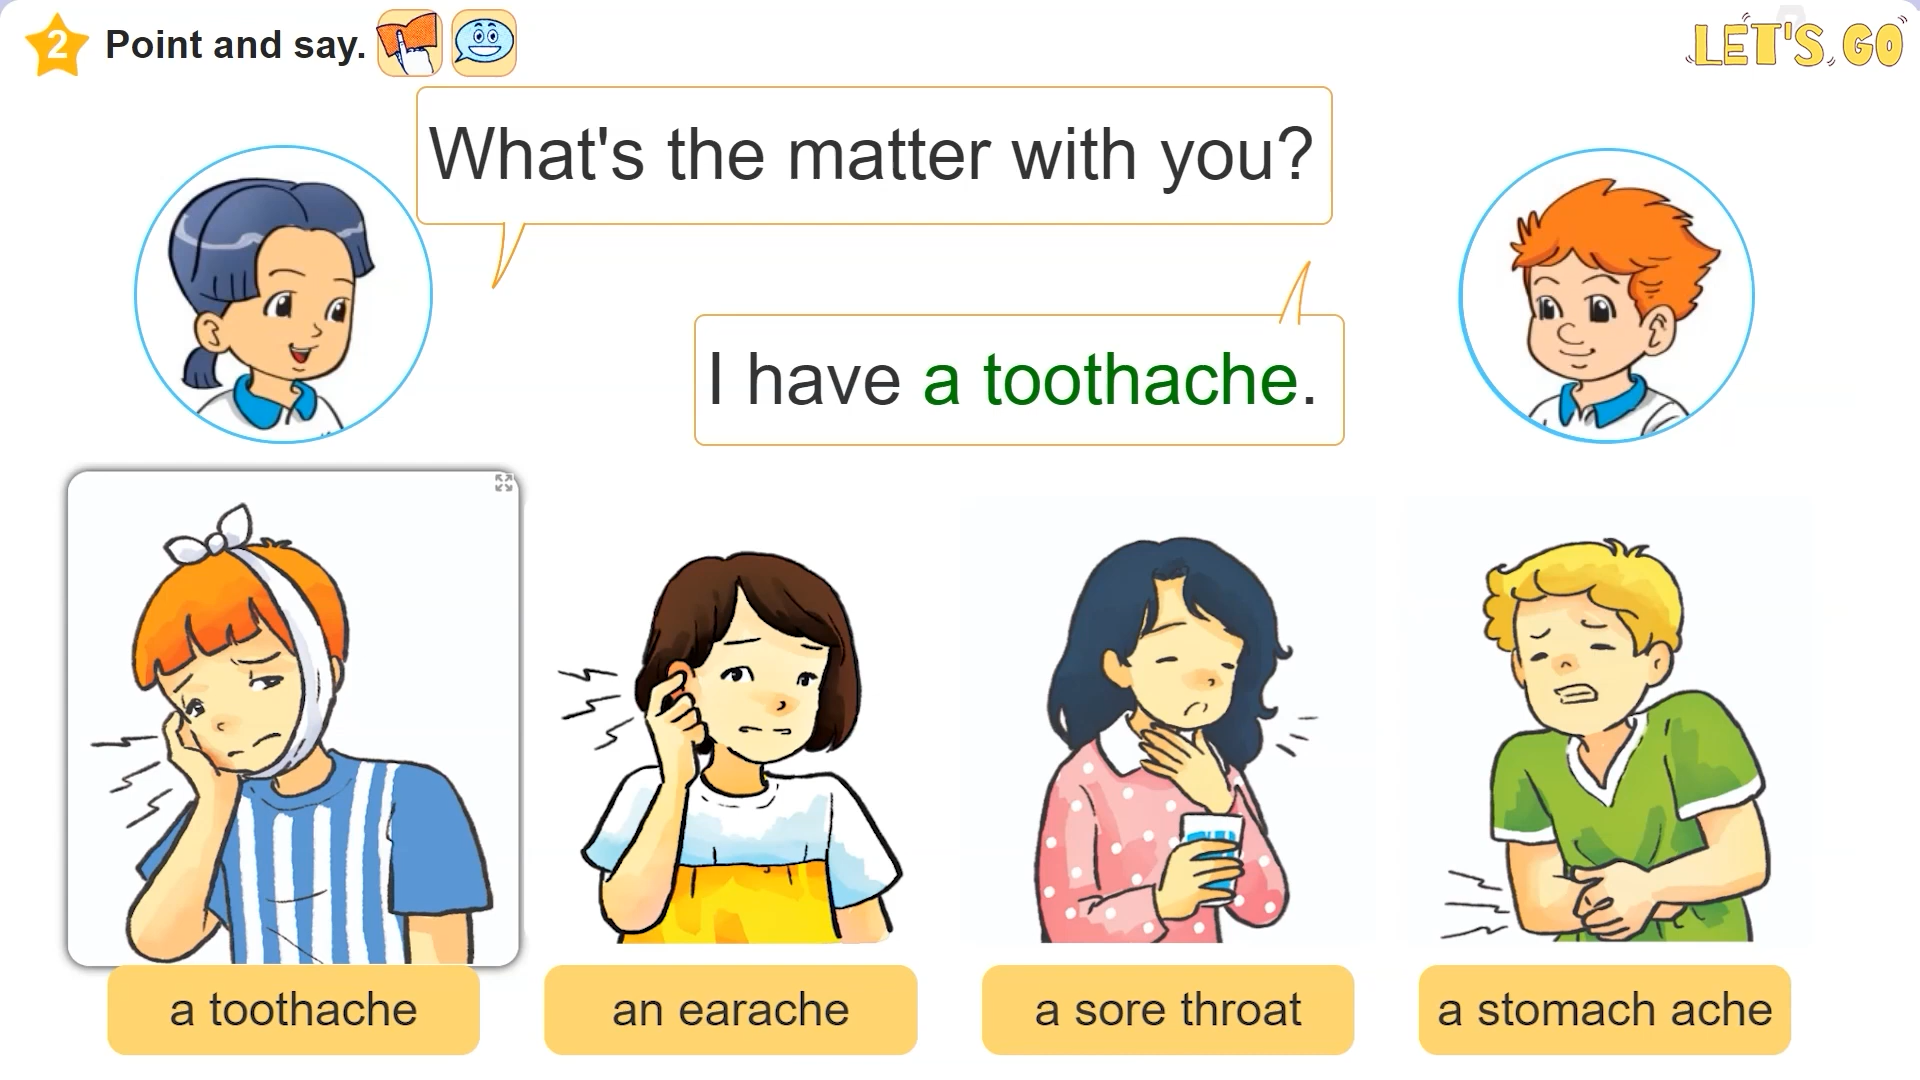 2 Point and say.
LET'S GO
What's the matter with you?
I have a toothache.
a toothache
an earache
a sore throat
a stomach ache